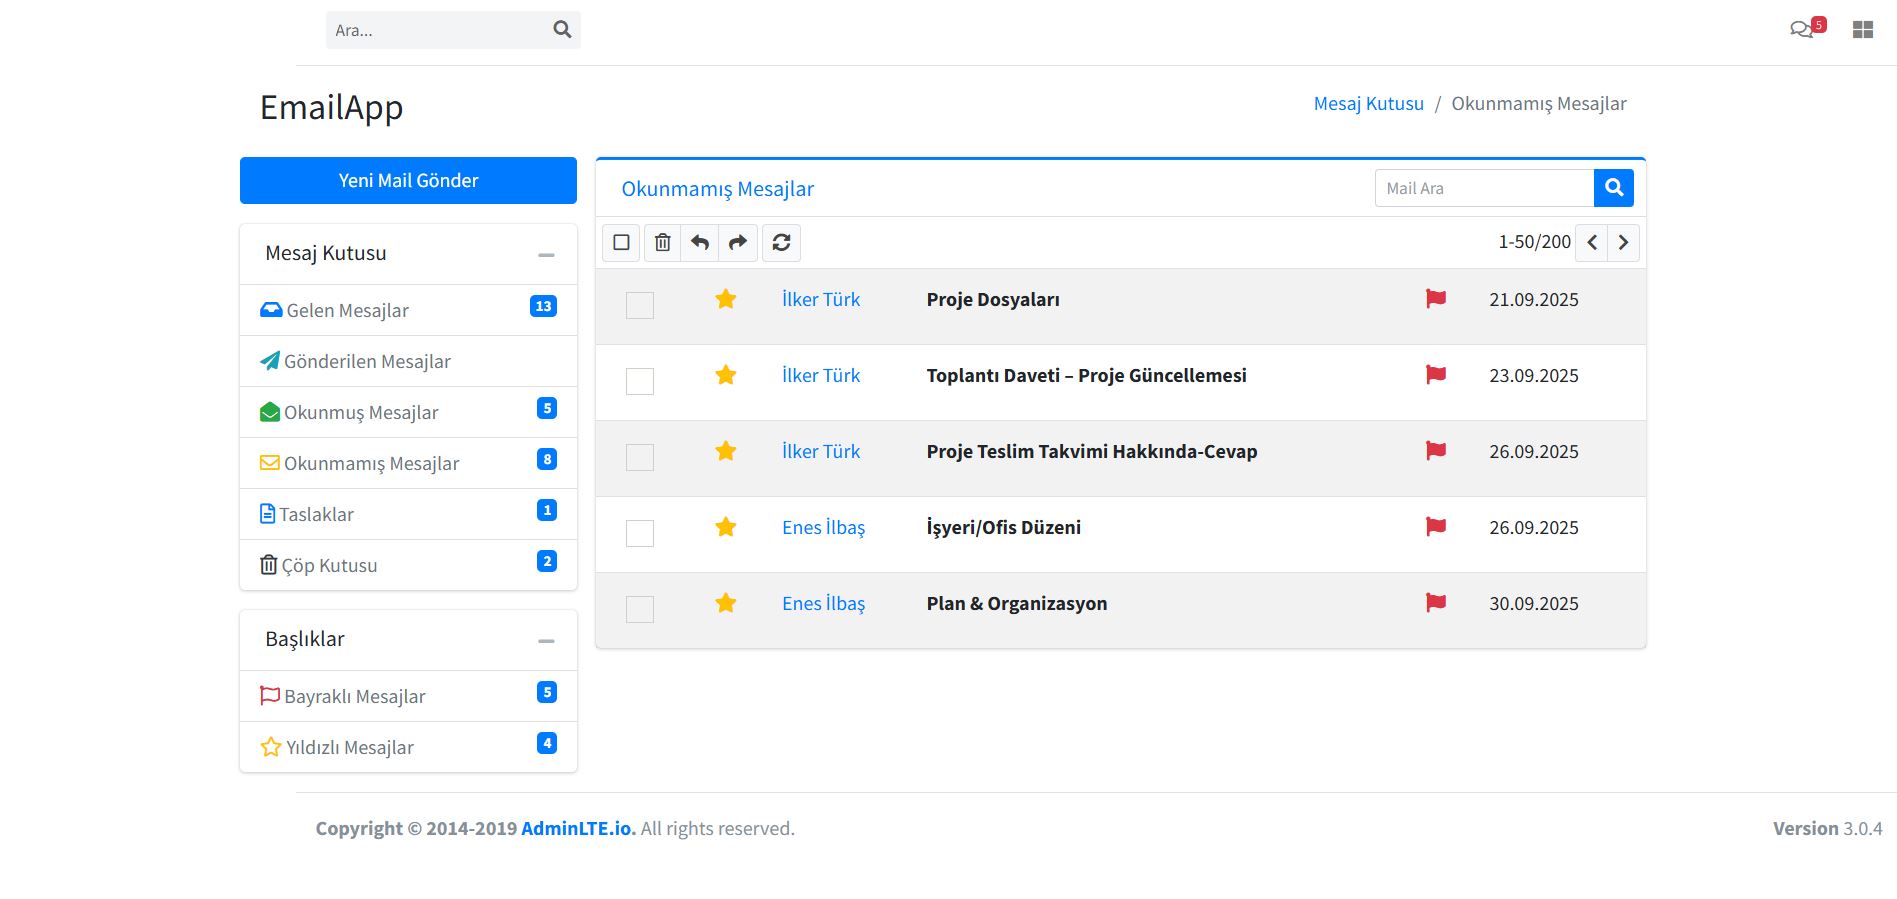 Ara...
5
EmailApp
Mesaj Kutusu / Okunmamış Mesajlar
Yeni Mail Gönder
Mesaj Kutusu
Gelen Mesajlar 13
Gönderilen Mesajlar
Okunmuş Mesajlar 5
Okunmamış Mesajlar 8
Taslaklar 1
Çöp Kutusu 2
Başlıklar
Bayraklı Mesajlar 5
Yıldızlı Mesajlar 4
Okunmamış Mesajlar Mail Ara
1-50/200
İlker Türk Proje Dosyaları 21.09.2025
İlker Türk Toplantı Daveti – Proje Güncellemesi 23.09.2025
İlker Türk Proje Teslim Takvimi Hakkında-Cevap 26.09.2025
Enes İlbaş İşyeri/Ofis Düzeni 26.09.2025
Enes İlbaş Plan & Organizasyon 30.09.2025
Copyright © 2014-2019 AdminLTE.io. All rights reserved. Version 3.0.4